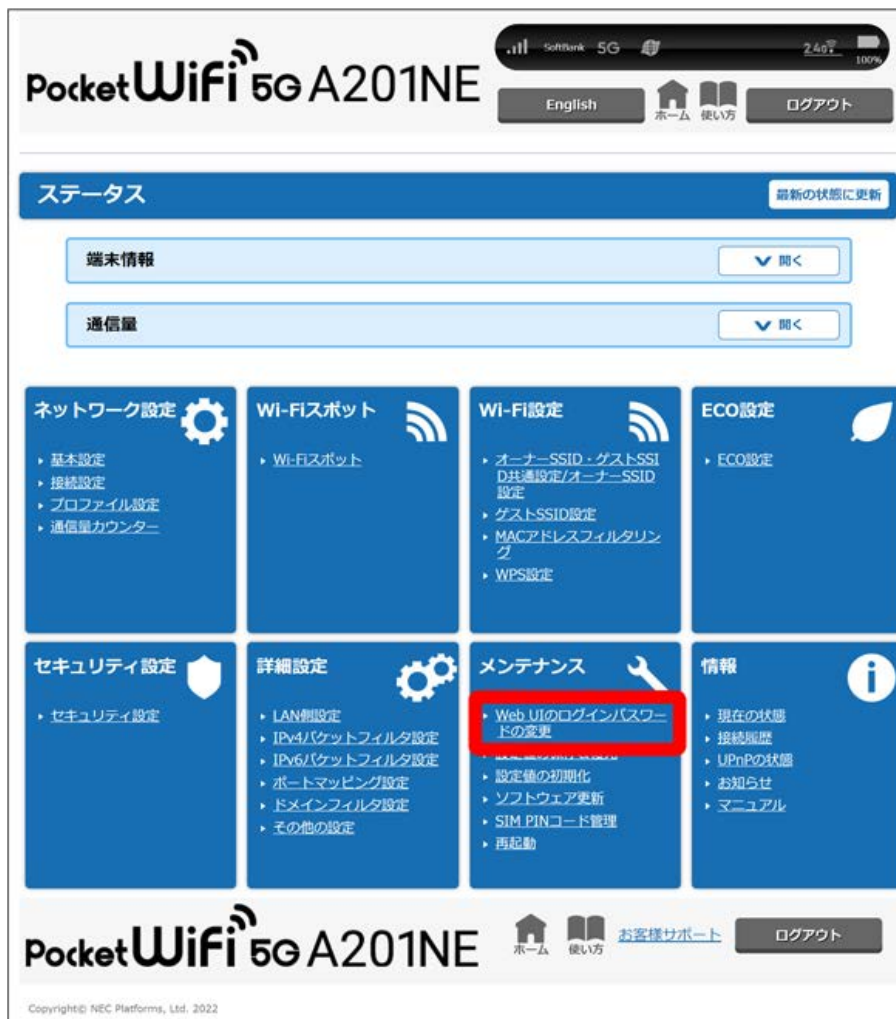 Pocket WiFi 5G A201NE
SoftBank 5G 2.4G 100%
English ホーム 使い方 ログアウト
ステータス 最新の状態に更新
端末情報 開く
通信量 開く
ネットワーク設定
基本設定
接続設定
プロファイル設定
通信量カウンター
Wi-Fiスポット
Wi-Fiスポット
Wi-Fi設定
オーナーSSID・ゲストSSI
D共通設定/オーナーSSID
設定
ゲストSSID設定
MACアドレスフィルタリン
グ
WPS設定
ECO設定
ECO設定
セキュリティ設定
セキュリティ設定
詳細設定
LAN側設定
IPv4パケットフィルタ設定
IPv6パケットフィルタ設定
ポートマッピング設定
ドメインフィルタ設定
その他の設定
メンテナンス
Web UIのログインパスワー
ドの変更
設定値の初期化
ソフトウェア更新
SIM PINコード管理
再起動
情報
現在の状態
接続履歴
UPnPの状態
お知らせ
マニュアル
Pocket WiFi 5G A201NE
ホーム 使い方 お客様サポート ログアウト
Copyright© NEC Platforms, Ltd. 2022